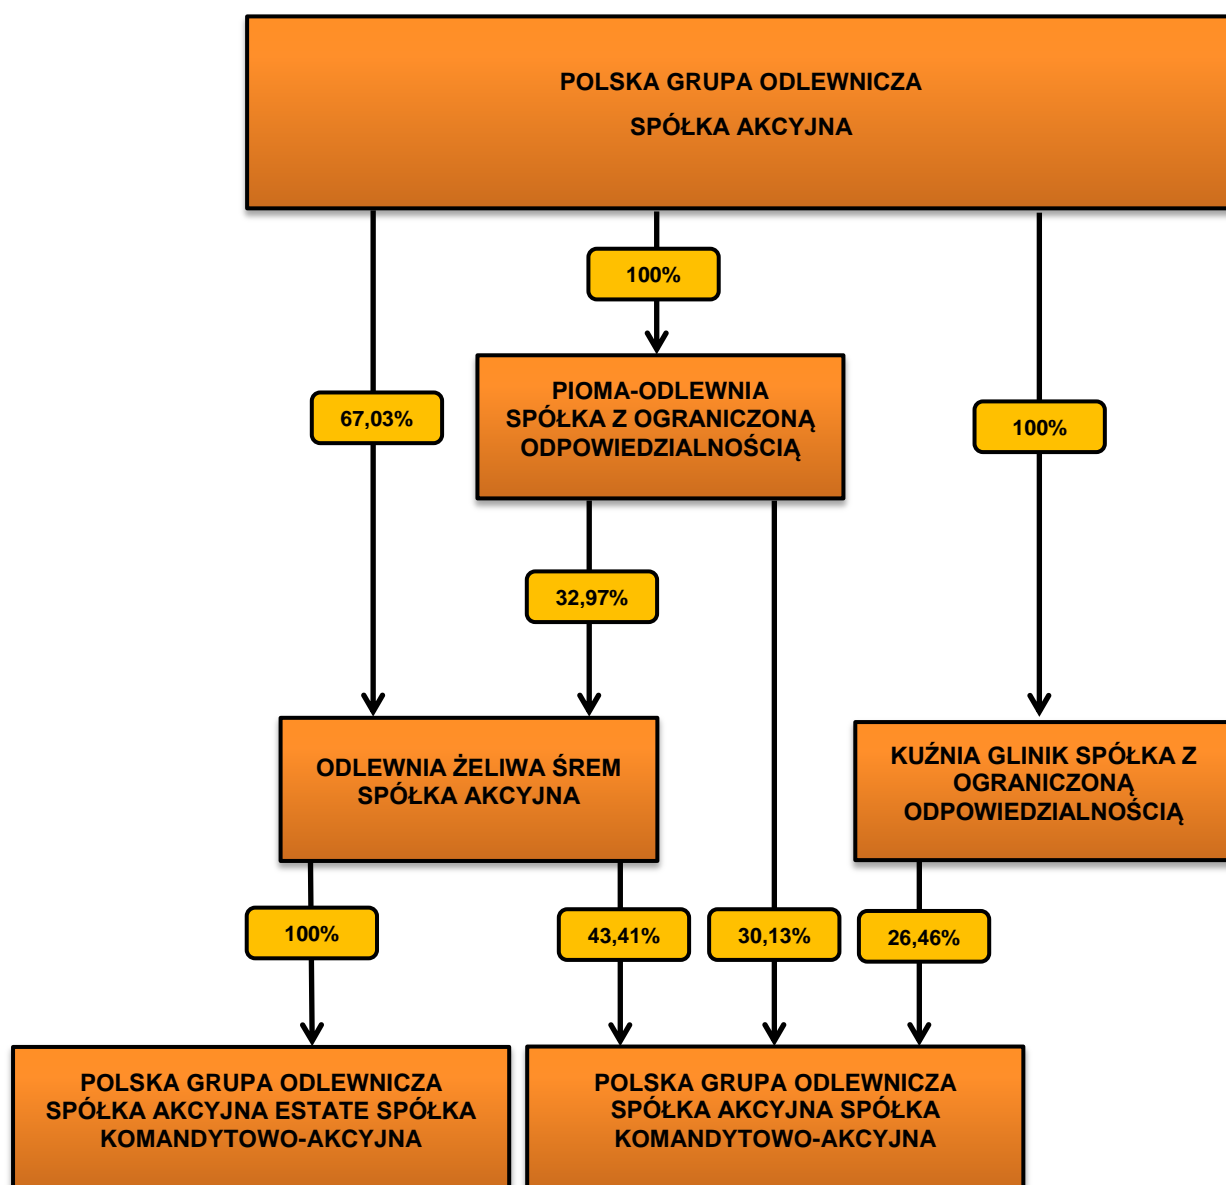 POLSKA GRUPA ODLEWNICZA
SPÓŁKA AKCYJNA
100%
PIOMA-ODLEWNIA
SPÓŁKA Z OGRANICZONĄ
ODPOWIEDZIALNOŚCIĄ
67,03%
100%
32,97%
ODLEWNIA ŻELIWA ŚREM
SPÓŁKA AKCYJNA
KUŹNIA GLINIK SPÓŁKA Z
OGRANICZONĄ
ODPOWIEDZIALNOŚCIĄ
100%
43,41%
30,13%
26,46%
POLSKA GRUPA ODLEWNICZA
SPÓŁKA AKCYJNA ESTATE SPÓŁKA
KOMANDYTOWO-AKCYJNA
POLSKA GRUPA ODLEWNICZA
SPÓŁKA AKCYJNA SPÓŁKA
KOMANDYTOWO-AKCYJNA